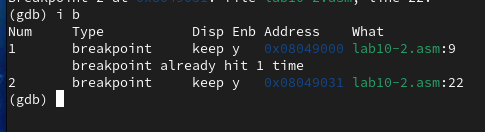 Breakpoint 2 at 0x08049031: file lab10-2.asm, line 22.
(gdb) i b
Num     Type           Disp Enb Address    What
1       breakpoint     keep y   0x08049000 lab10-2.asm:9
        breakpoint already hit 1 time
2       breakpoint     keep y   0x08049031 lab10-2.asm:22
(gdb)